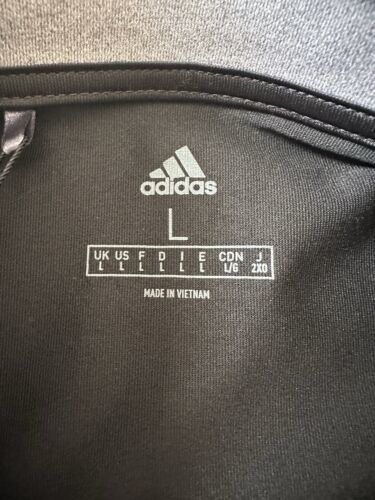 adidas
L
UK US F D I E CDN J
L L L L L L L/G 2XO
MADE IN VIETNAM